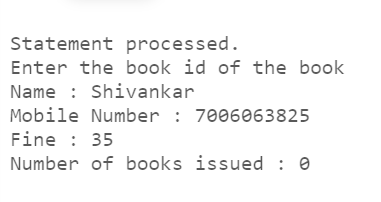 Statement processed.
Enter the book id of the book
Name : Shivankar
Mobile Number : 7006063825
Fine : 35
Number of books issued : 0